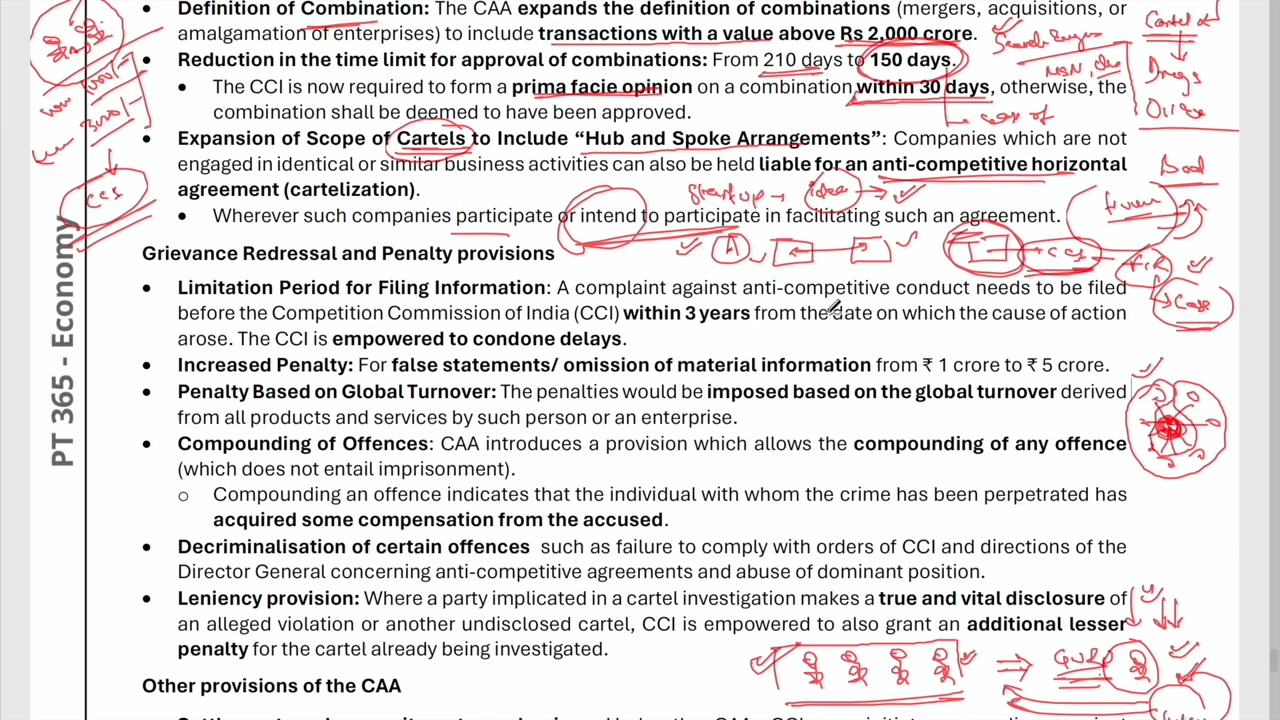 Definition of Combination: The CAA expands the definition of combinations (mergers, acquisitions, or
amalgamation of enterprises) to include transactions with a value above Rs 2,000 crore.
Reduction in the time limit for approval of combinations: From 210 days to 150 days.
The CCI is now required to form a prima facie opinion on a combination within 30 days, otherwise, the
combination shall be deemed to have been approved.
Expansion of Scope of Cartels to Include “Hub and Spoke Arrangements”: Companies which are not
engaged in identical or similar business activities can also be held liable for an anti-competitive horizontal
agreement (cartelization).
Wherever such companies participate or intend to participate in facilitating such an agreement.
Grievance Redressal and Penalty provisions
Limitation Period for Filing Information: A complaint against anti-competitive conduct needs to be filed
before the Competition Commission of India (CCI) within 3 years from the date on which the cause of action
arose. The CCI is empowered to condone delays.
Increased Penalty: For false statements/ omission of material information from ₹ 1 crore to ₹ 5 crore.
Penalty Based on Global Turnover: The penalties would be imposed based on the global turnover derived
from all products and services by such person or an enterprise.
Compounding of Offences: CAA introduces a provision which allows the compounding of any offence
(which does not entail imprisonment).
Compounding an offence indicates that the individual with whom the crime has been perpetrated has
acquired some compensation from the accused.
Decriminalisation of certain offences such as failure to comply with orders of CCI and directions of the
Director General concerning anti-competitive agreements and abuse of dominant position.
Leniency provision: Where a party implicated in a cartel investigation makes a true and vital disclosure of
an alleged violation or another undisclosed cartel, CCI is empowered to also grant an additional lesser
penalty for the cartel already being investigated.
Other provisions of the CAA
PT 365 - Economy
Cartel
Drugs
Start up
idea
CCI
Case